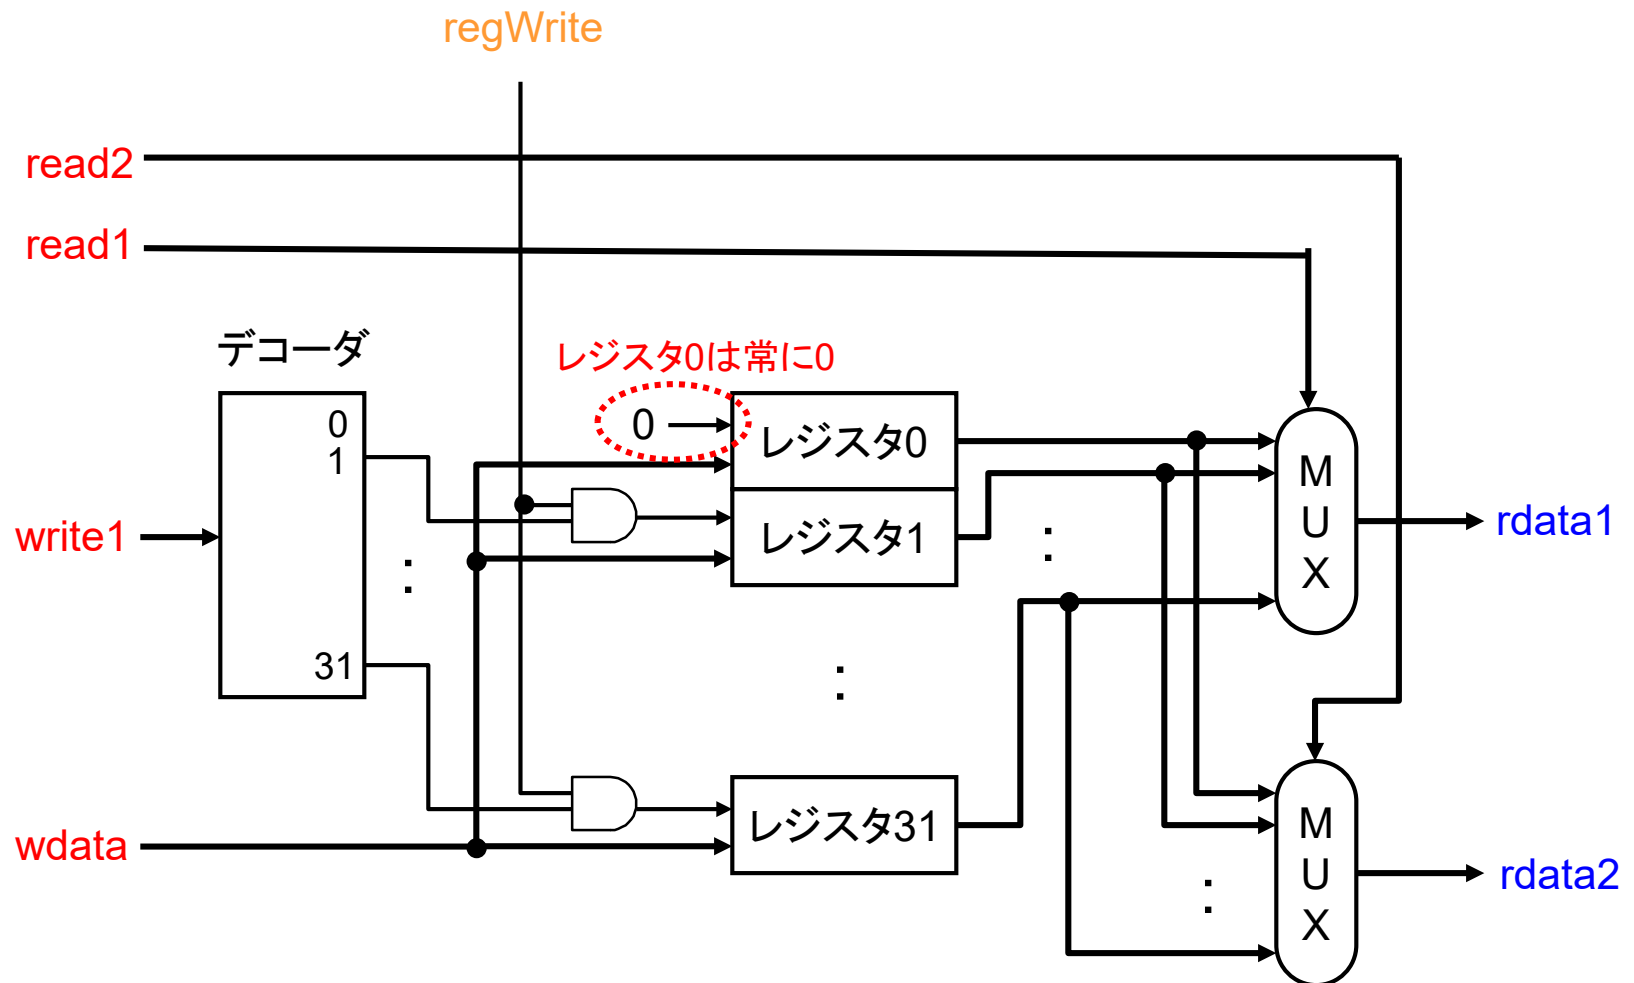 regWrite
read2
read1
デコーダ
レジスタ0は常に0
0
1
31
0
レジスタ0
レジスタ1
レジスタ31
write1
wdata
:
:
:
:
M
U
X
rdata1
M
U
X
rdata2